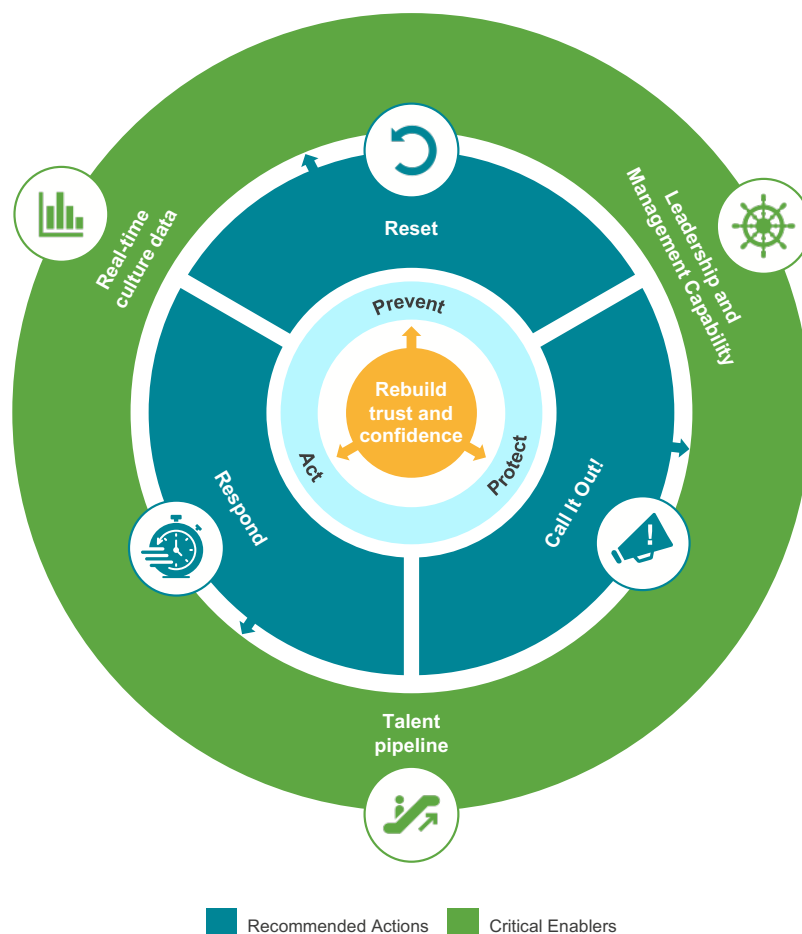 Reset
Real-time
culture data
Leadership and
Management Capability
Prevent
Rebuild
trust and
confidence
Act
Protect
Respond
Call It Out!
!
Talent
pipeline
Recommended Actions
Critical Enablers